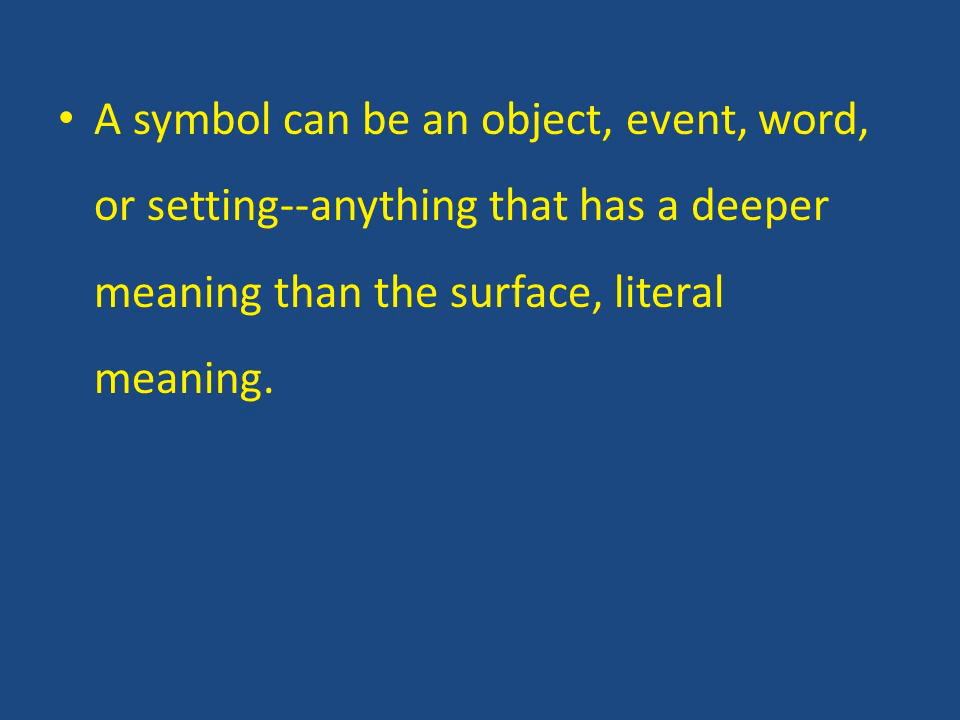 • A symbol can be an object, event, word,
or setting--anything that has a deeper
meaning than the surface, literal
meaning.